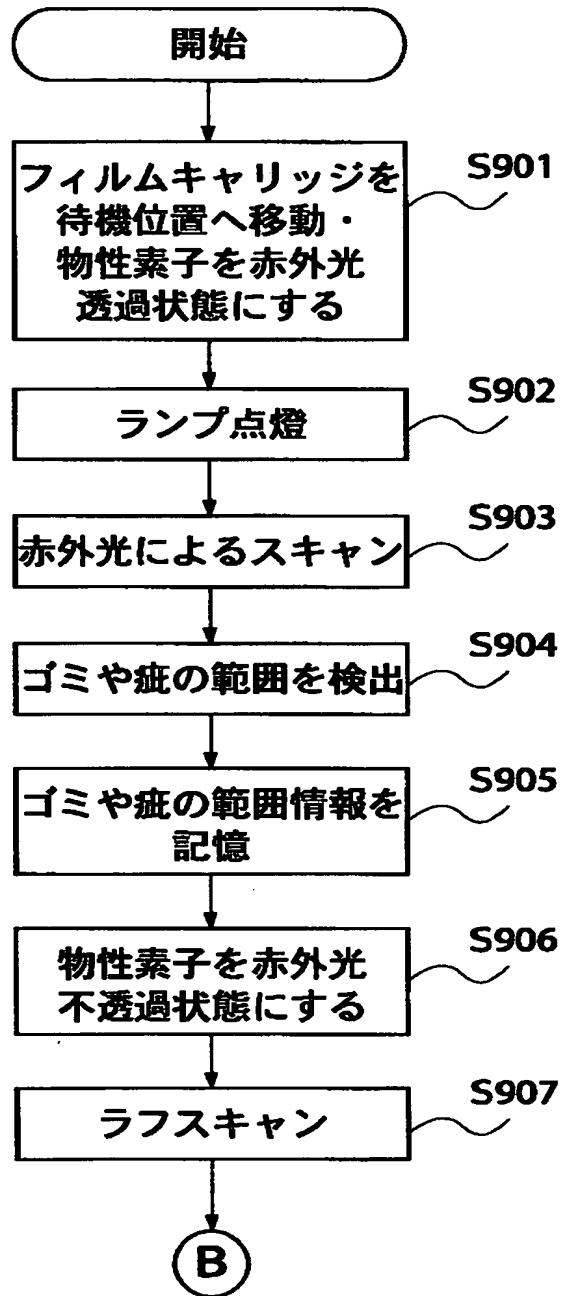 開始
フィルムキャリッジを
待機位置へ移動・
物性素子を赤外光
透過状態にする
S901
ランプ点燈
S902
赤外光によるスキャン
S903
ゴミや疵の範囲を検出
S904
ゴミや疵の範囲情報を
記憶
S905
物性素子を赤外光
不透過状態にする
S906
ラフスキャン
S907
B